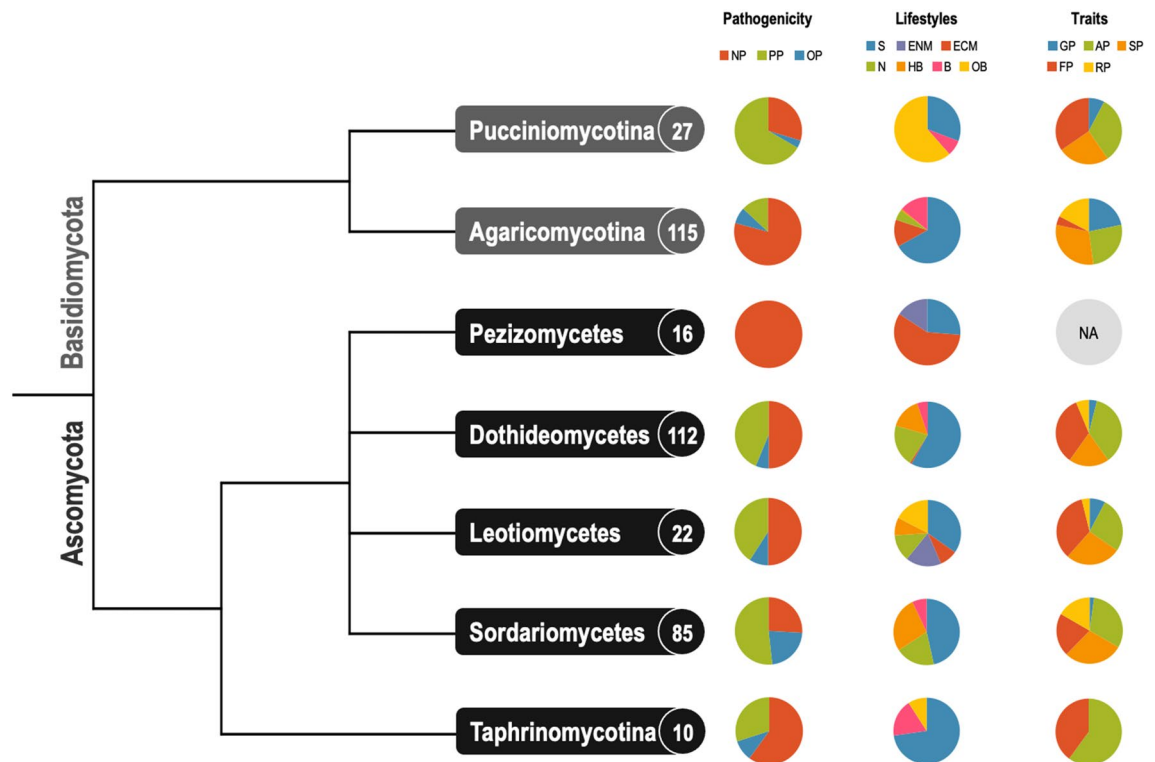 Pathogenicity Lifestyles Traits
NP PP OP S ENM ECM GP AP SP
N HB B OB FP RP
Pucciniomycotina 27
Agaricomycotina 115
Basidiomycota
Pezizomycetes 16
NA
Dothideomycetes 112
Ascomycota
Leotiomycetes 22
Sordariomycetes 85
Taphrinomycotina 10